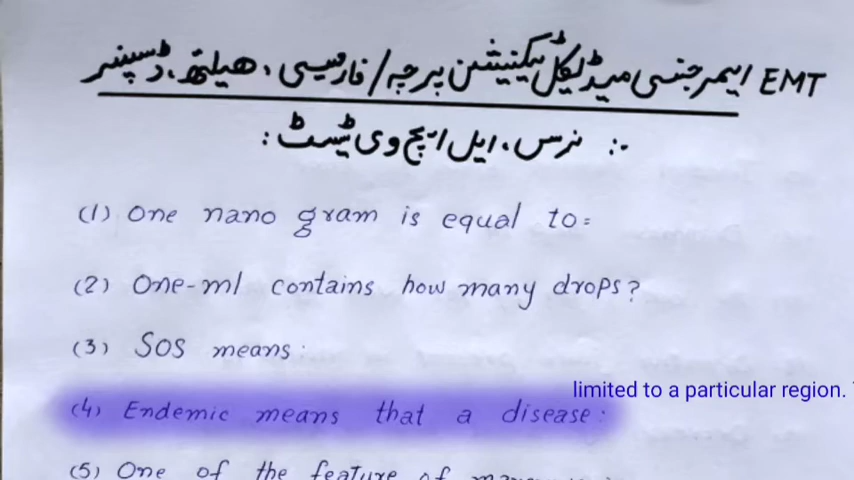 ایمرجنسی میڈیکل ٹیکنیشن پرچہ/فارمیسی، ھیلتھ، ڈسپنسر EMT
:. نرس، ایل ایچ وی ٹیسٹ:
(1) One nano gram is equal to:
(2) One-ml contains how many drops?
(3) SOS means:
limited to a particular region.
(4) Endemic means that a disease:
(5) One of the feature of